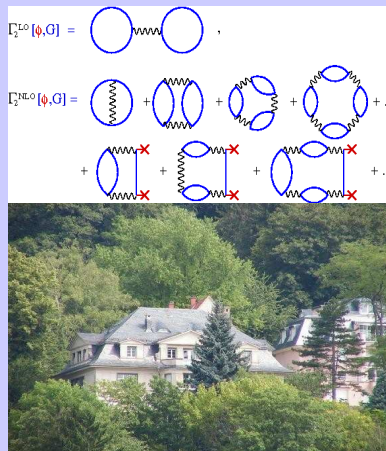 Γ₂ᴸᴼ [ϕ,G] = ,
Γ₂ᴺᴸᴼ[ϕ,G] = + + + + .
+ + + + .